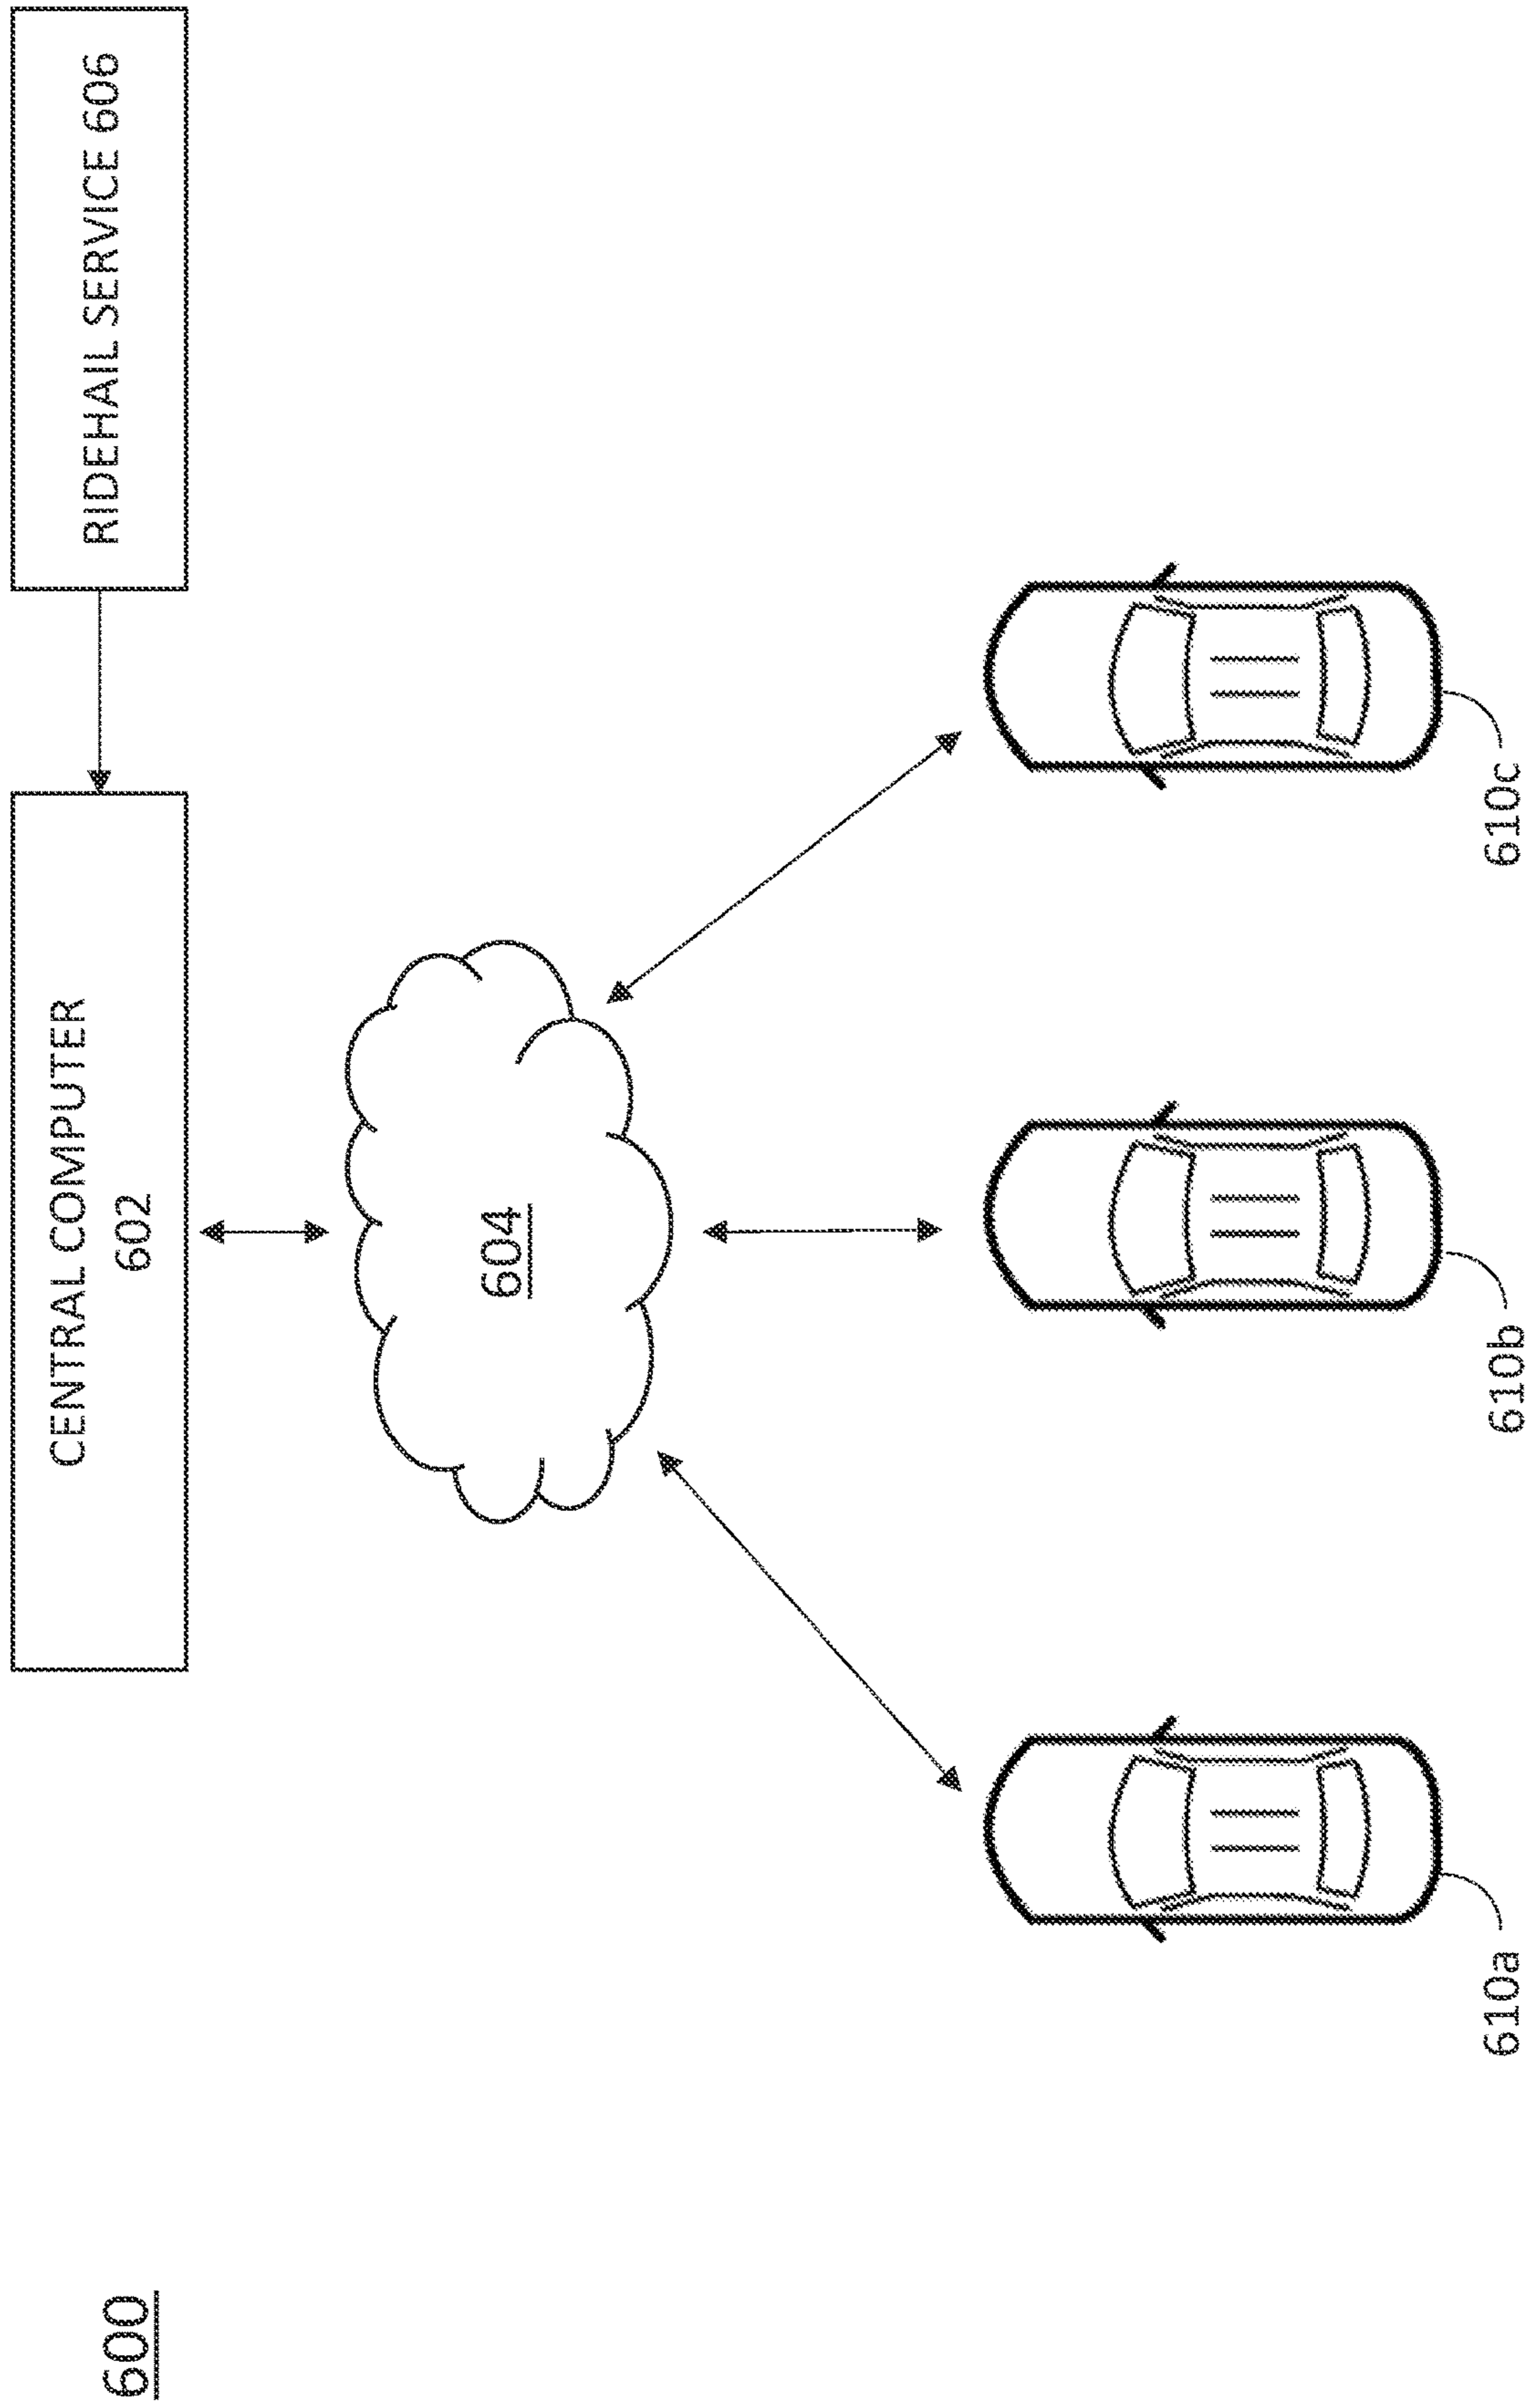 600
CENTRAL COMPUTER
602
RIDEHAIL SERVICE 606
604
610a
610b
610c